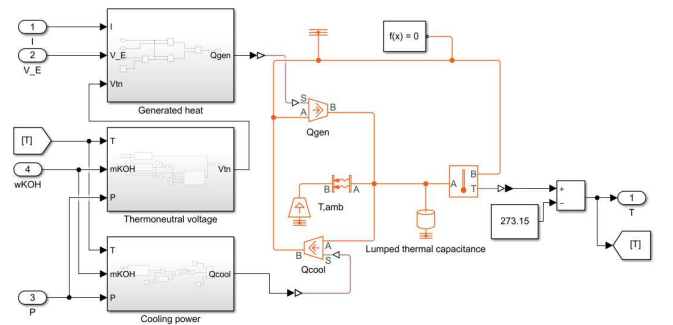 1
I
2
V_E
I
V_E
Vtn
Qgen
Generated heat
[T]
4
wKOH
T
mKOH
P
Vtn
Thermoneutral voltage
3
P
T
mKOH
P
Qcool
Cooling power
f(x) = 0
S
A
B
Qgen
B
A
T,amb
B
A
S
Qcool
Lumped thermal capacitance
A
B
T
273.15
+
−
1
T
[T]